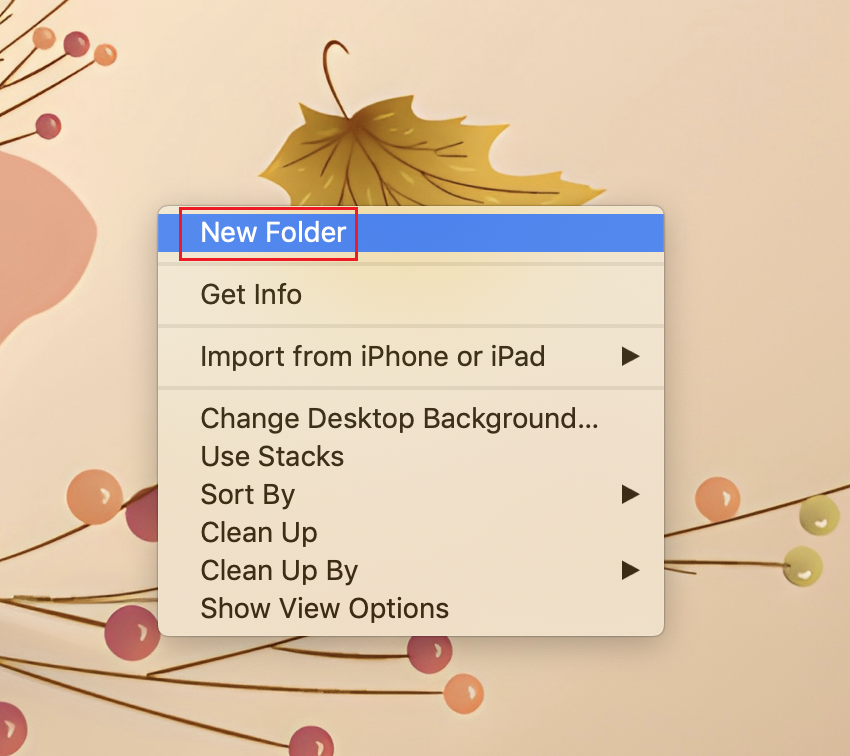 New Folder
Get Info
Import from iPhone or iPad
Change Desktop Background...
Use Stacks
Sort By
Clean Up
Clean Up By
Show View Options